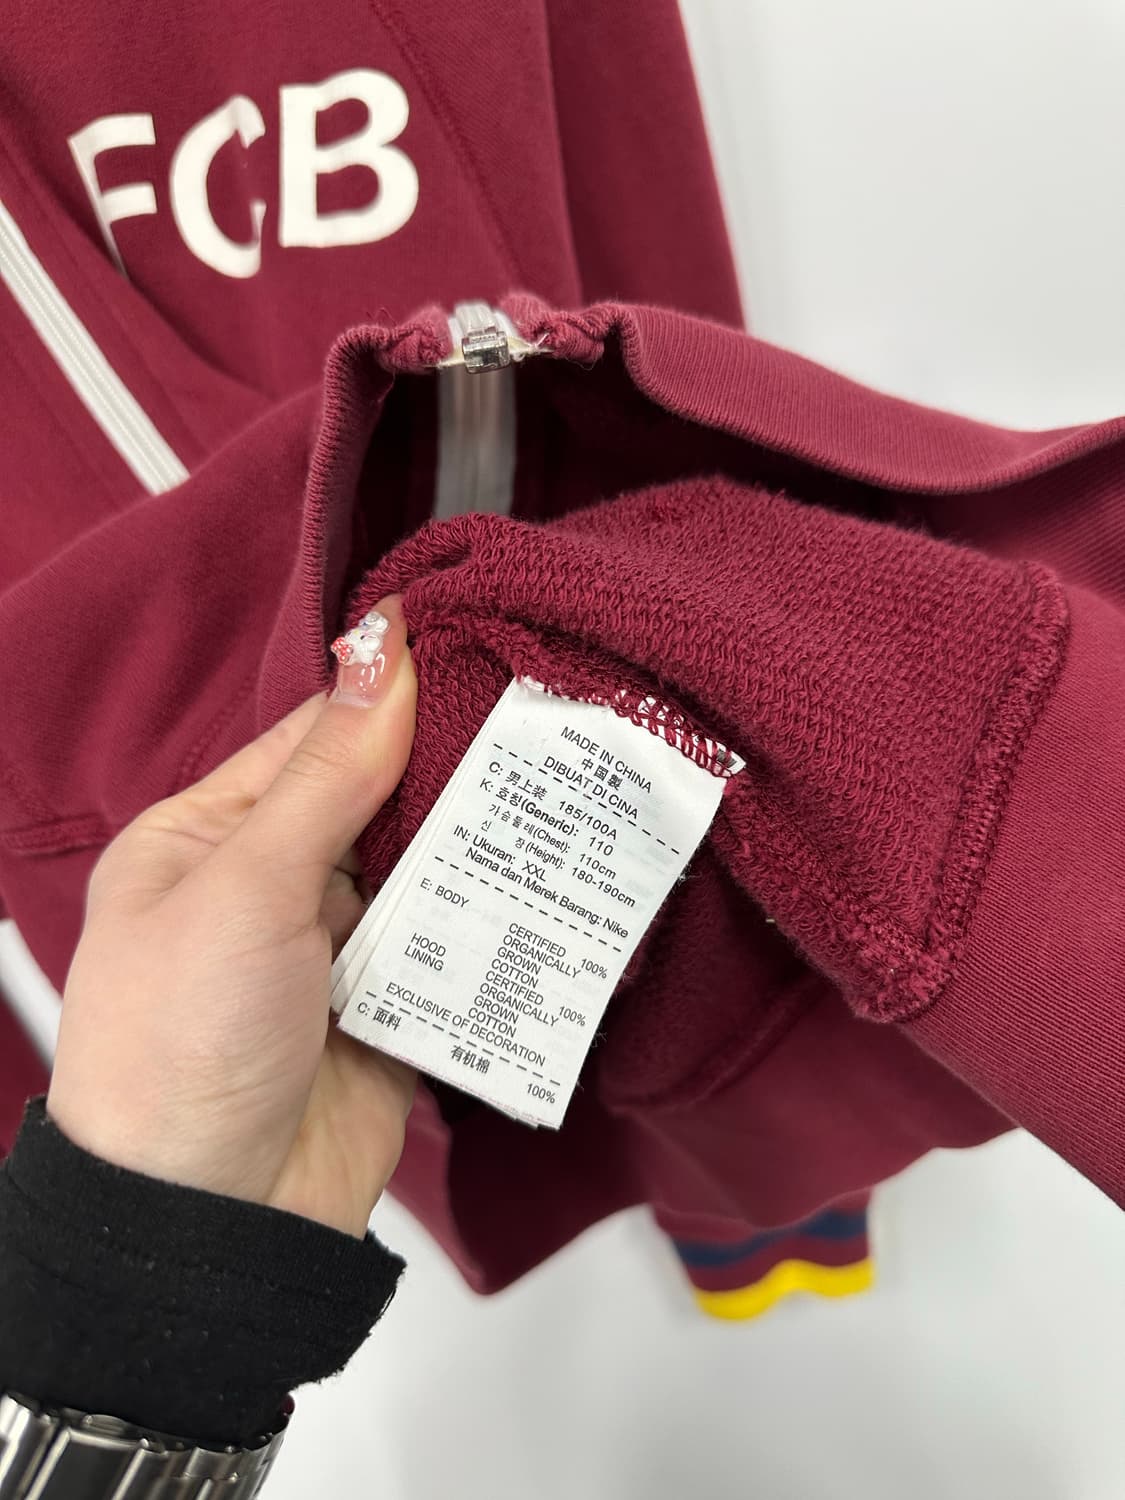 FCB
MADE IN CHINA
中国製
DIBUAT DI CINA
C: 男上装 185/100A
K: 호칭(Generic): 110
가슴둘레(Chest): 110cm
신 장(Height): 180-190cm
IN: Ukuran: XXL
Nama dan Merek Barang: Nike
E: BODY
CERTIFIED
ORGANICALLY 100%
GROWN
COTTON
HOOD
LINING
CERTIFIED
ORGANICALLY 100%
GROWN
COTTON
EXCLUSIVE OF DECORATION
C: 面料
有机棉
100%